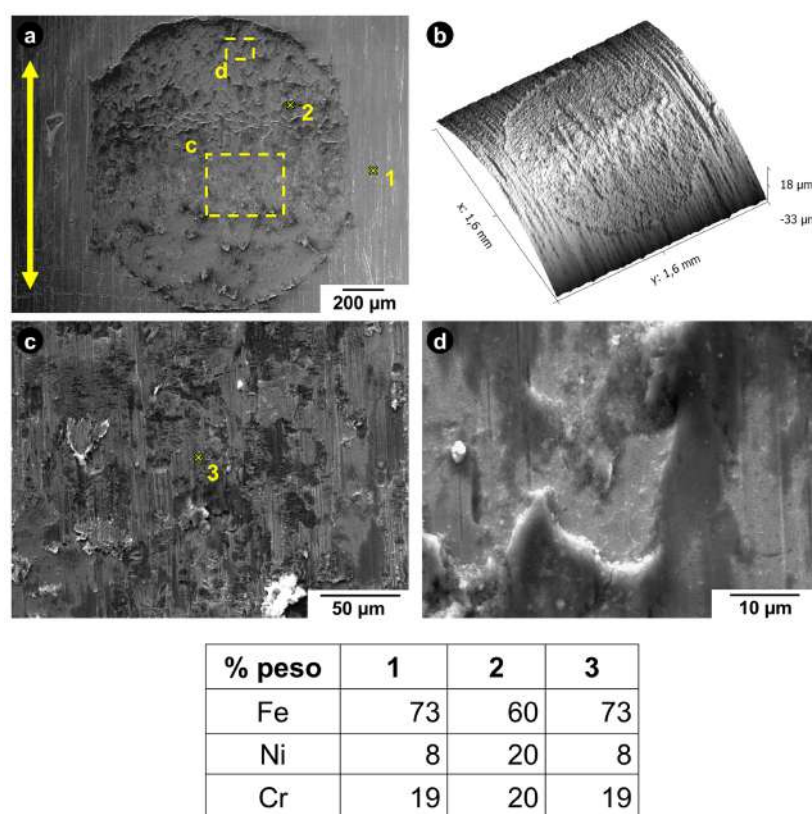 a
d
2
c
1
200 µm
b
18 µm
-33 µm
x: 1,6 mm
y: 1,6 mm
c
3
50 µm
d
10 µm
% peso 1 2 3
Fe 73 60 73
Ni 8 20 8
Cr 19 20 19